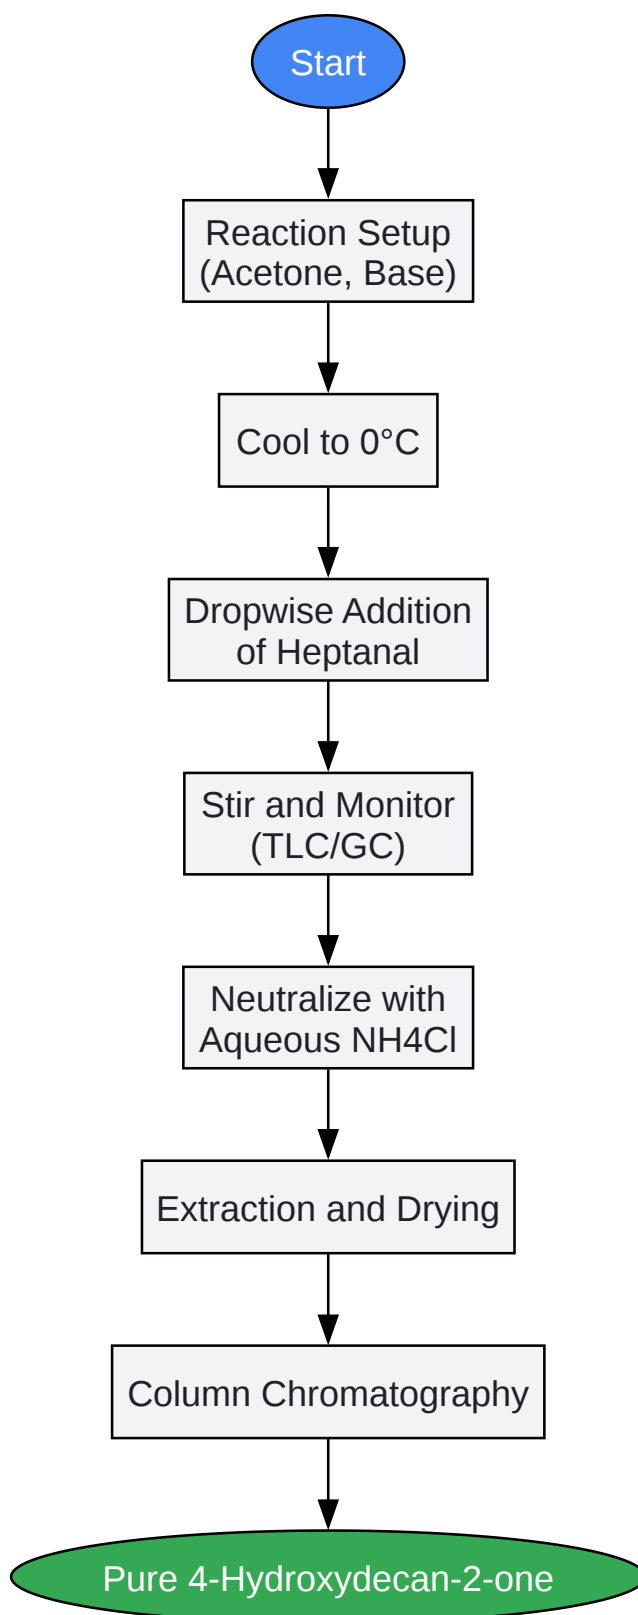 Start
Reaction Setup
(Acetone, Base)
Cool to 0°C
Dropwise Addition
of Heptanal
Stir and Monitor
(TLC/GC)
Neutralize with
Aqueous NH4Cl
Extraction and Drying
Column Chromatography
Pure 4-Hydroxydecan-2-one